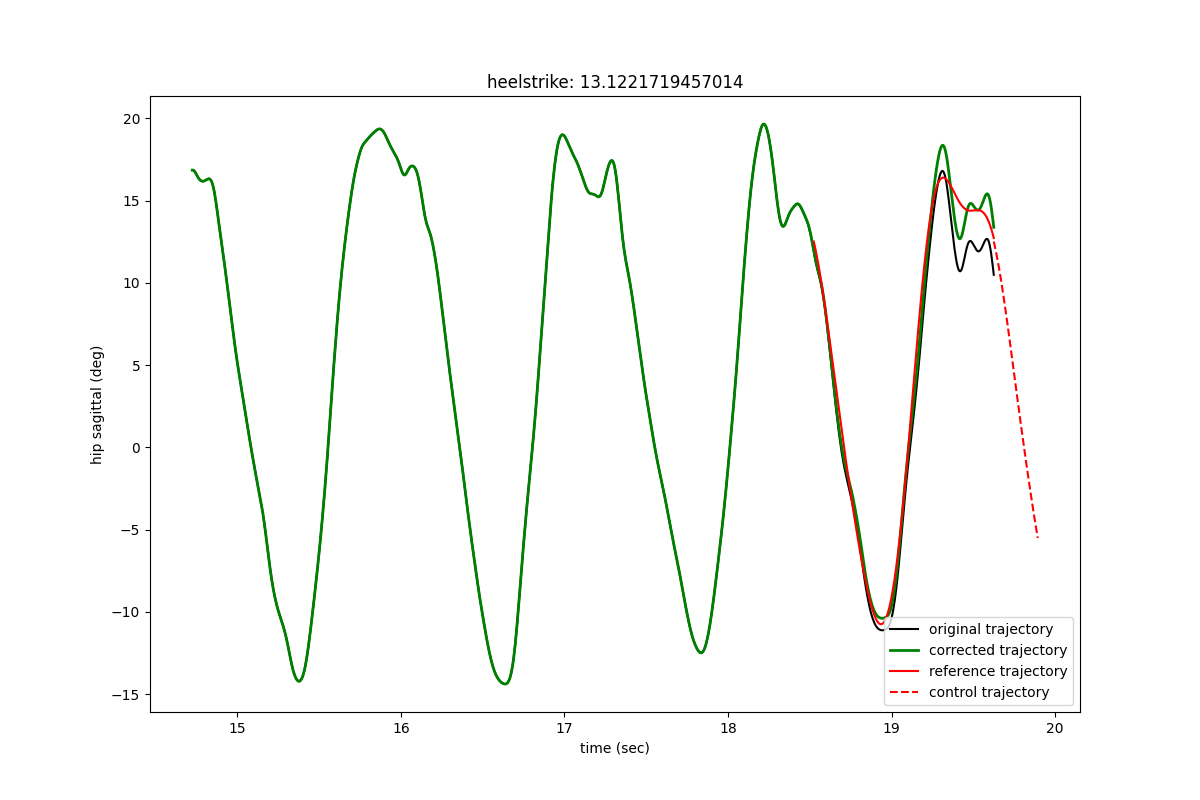 heelstrike: 13.1221719457014
20
15
10
5
0
−5
−10
−15
hip sagittal (deg)
original trajectory
corrected trajectory
reference trajectory
control trajectory
15 16 17 18 19 20
time (sec)